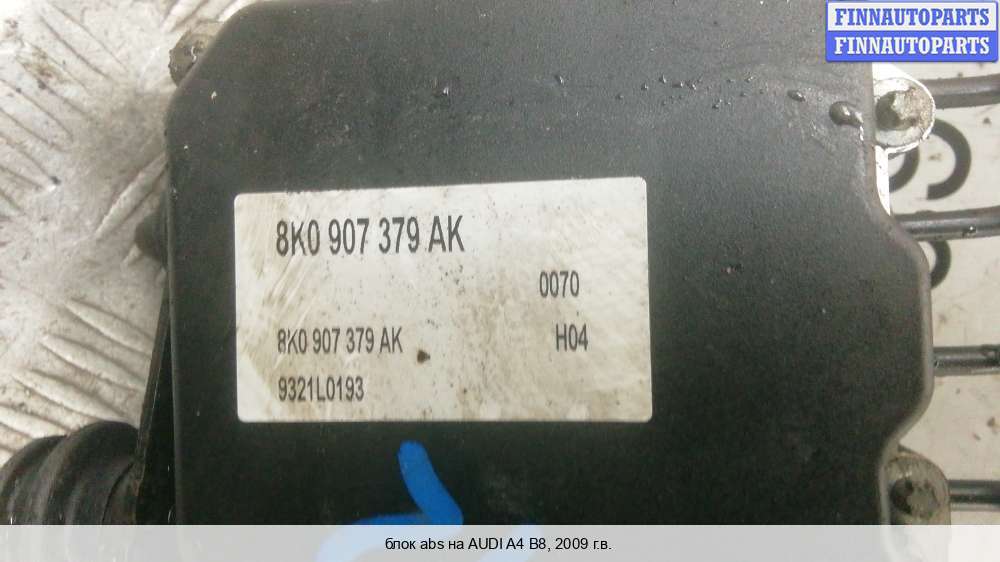 FINNAUTOPARTS
FINNAUTOPARTS
8K0 907 379 AK
0070
8K0 907 379 AK H04
9321L0193
блок abs на AUDI A4 B8, 2009 г.в.